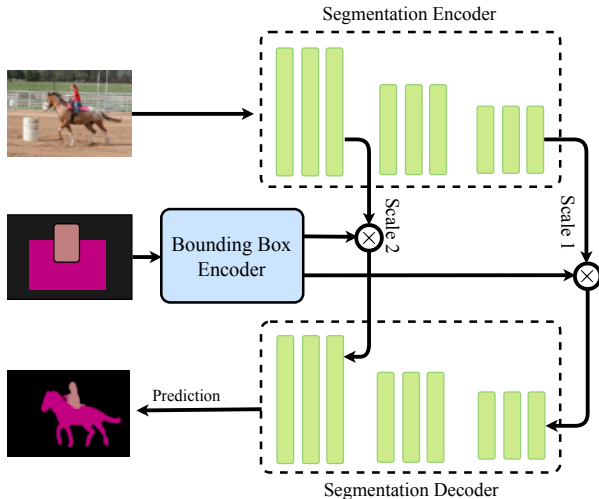 Segmentation Encoder
Scale 2
Scale 1
Bounding Box
Encoder
Prediction
Segmentation Decoder